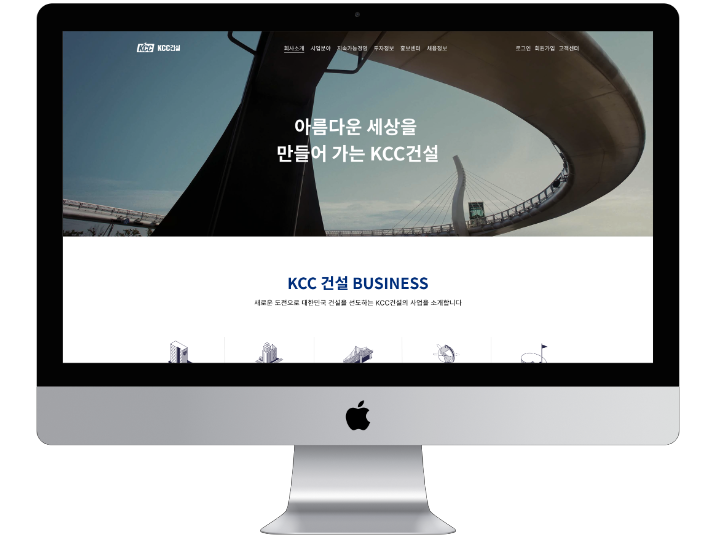 KCC KCC건설
회사소개 사업분야 지속가능경영 투자정보 홍보센터 채용정보
로그인 회원가입 고객센터
아름다운 세상을
만들어 가는 KCC건설
KCC 건설 BUSINESS
새로운 도전으로 대한민국 건설을 선도하는 KCC건설의 사업을 소개합니다